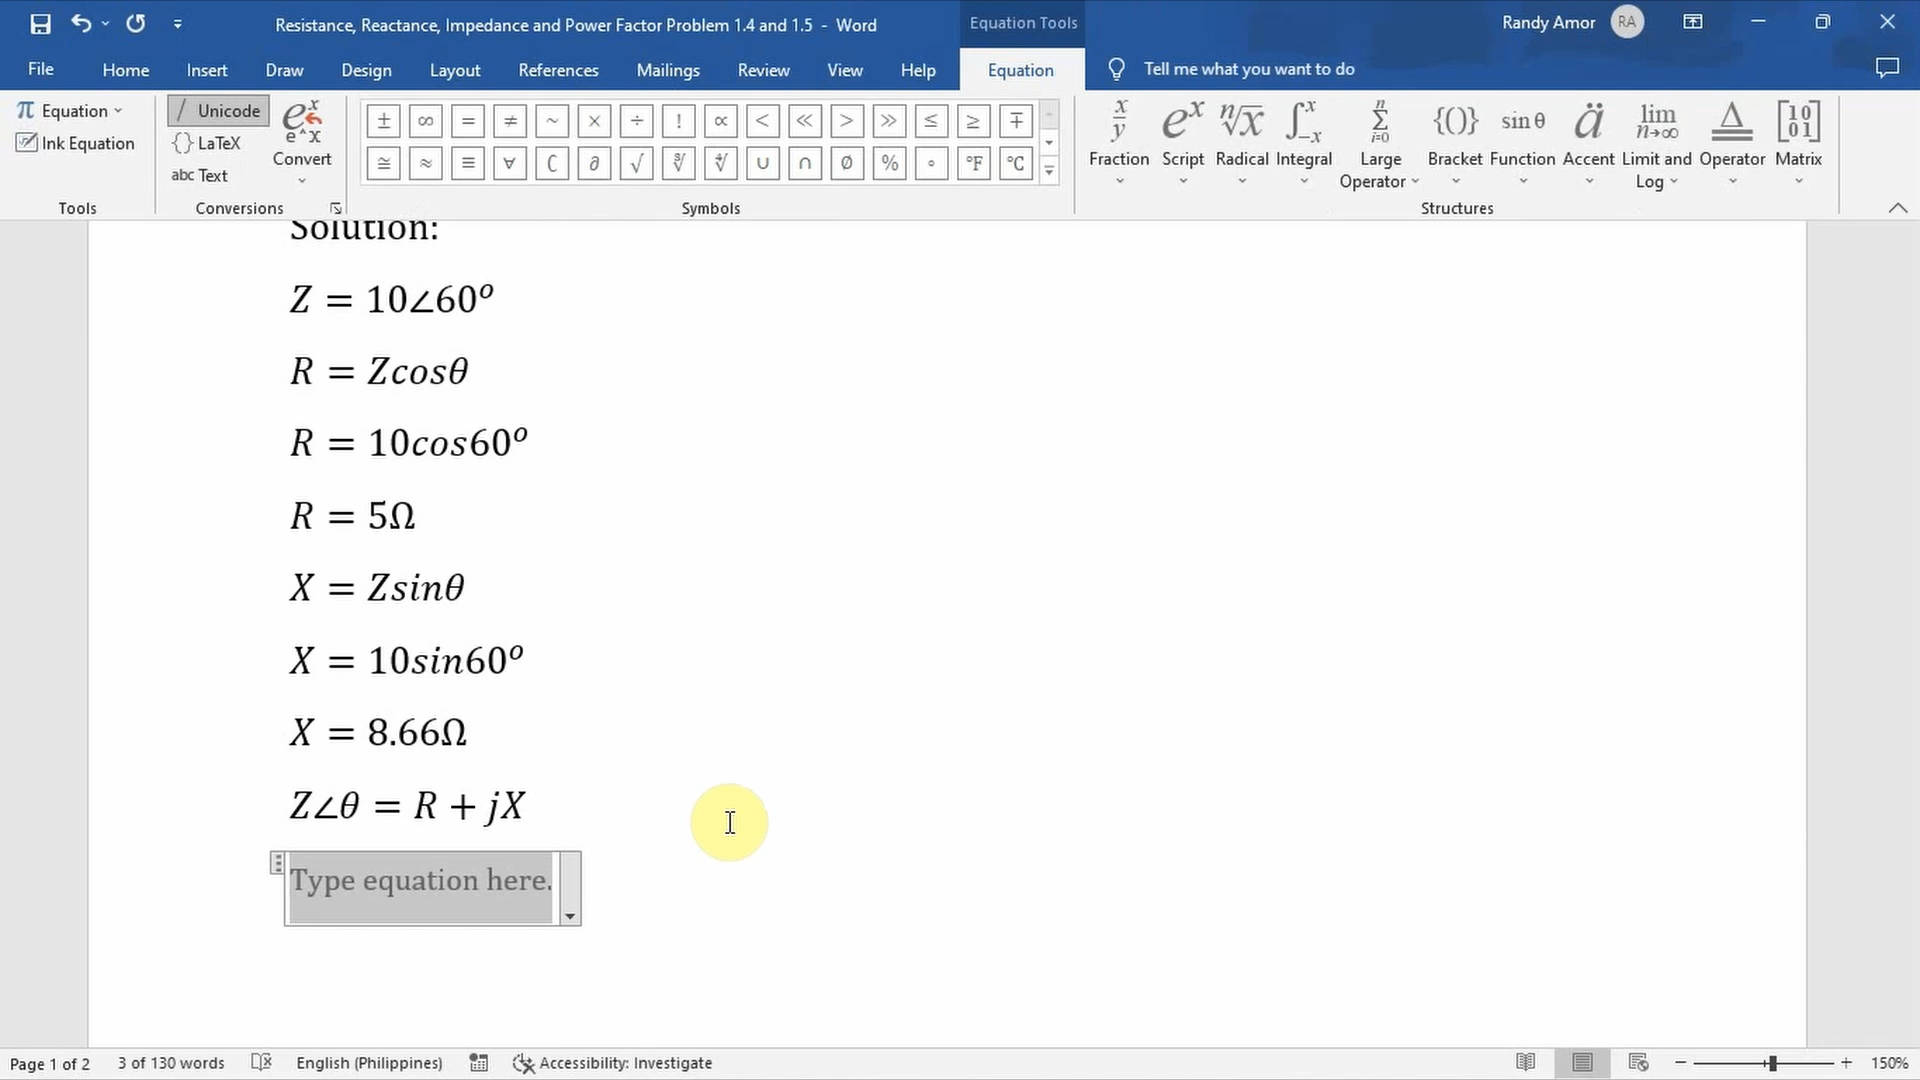 Resistance, Reactance, Impedance and Power Factor Problem 1.4 and 1.5 - Word
Equation Tools
Randy Amor
RA
File Home Insert Draw Design Layout References Mailings Review View Help Equation Tell me what you want to do
π Equation
Ink Equation
Tools
/ Unicode
{} LaTeX
abc Text
Convert
Conversions
± ∞ = ≠ ~ × ÷ ! ∝ < ≪ > ≫ ≤ ≥ ∓
≅ ≈ ≡ ∀ ∁ ∂ √ ∛ ∜ ∪ ∩ ∅ % ° °F °C
Symbols
Fraction Script Radical Integral Large Operator Bracket Function Accent Limit and Log Operator Matrix
Structures
Solution:
Z = 10∠60°
R = Zcosθ
R = 10cos60°
R = 5Ω
X = Zsinθ
X = 10sin60°
X = 8.66Ω
Z∠θ = R + jX
Type equation here.
Page 1 of 2 3 of 130 words English (Philippines) Accessibility: Investigate 150%